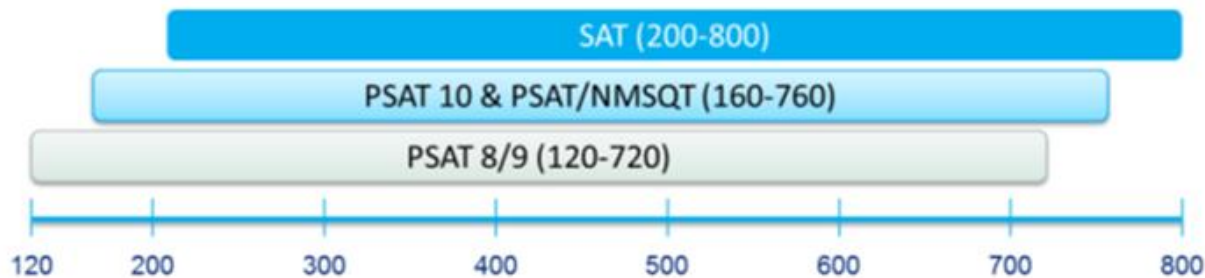 SAT (200-800)
PSAT 10 & PSAT/NMSQT (160-760)
PSAT 8/9 (120-720)
120 200 300 400 500 600 700 800